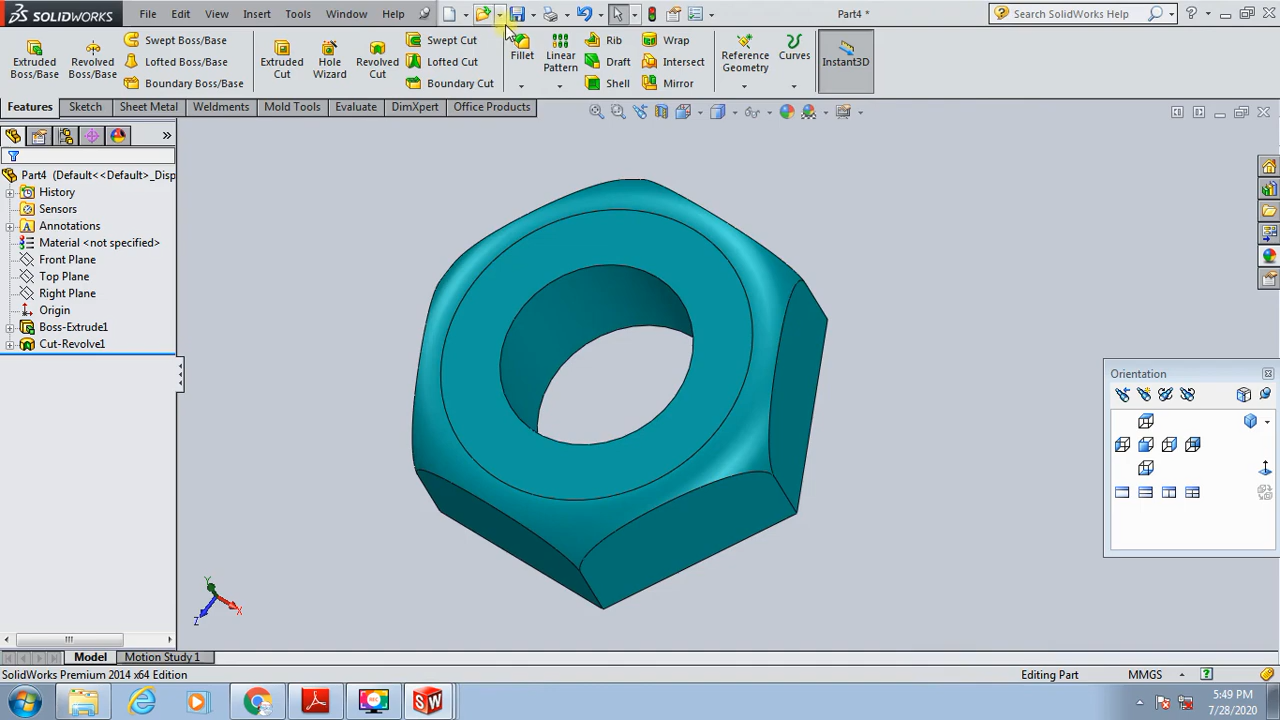 SOLIDWORKS File Edit View Insert Tools Window Help Part4 * Search SolidWorks Help
Extruded Boss/Base
Revolved Boss/Base
Swept Boss/Base
Lofted Boss/Base
Boundary Boss/Base
Extruded Cut
Hole Wizard
Revolved Cut
Swept Cut
Lofted Cut
Boundary Cut
Fillet
Linear Pattern
Rib
Draft
Shell
Wrap
Intersect
Mirror
Reference Geometry
Curves
Instant3D
Features Sketch Sheet Metal Weldments Mold Tools Evaluate DimXpert Office Products
Part4 (Default<<Default>_Disp
History
Sensors
Annotations
Material <not specified>
Front Plane
Top Plane
Right Plane
Origin
Boss-Extrude1
Cut-Revolve1
Orientation
Y
X
Z
Model Motion Study 1
SolidWorks Premium 2014 x64 Edition Editing Part MMGS
5:49 PM
7/28/2020